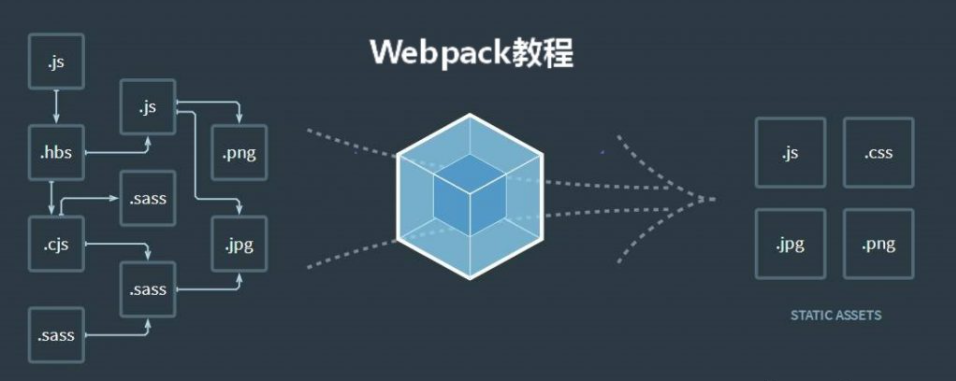 Webpack教程
.js
.js
.hbs
.png
.sass
.cjs
.jpg
.sass
.sass
.js
.css
.jpg
.png
STATIC ASSETS